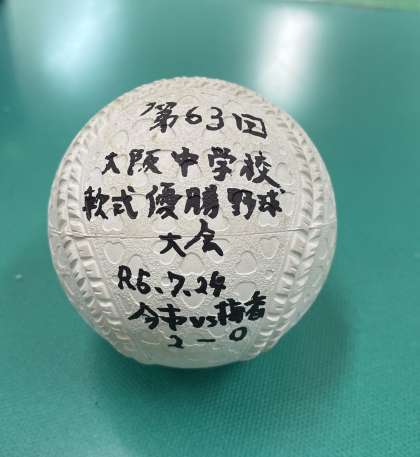 第63回
大阪中学校
軟式優勝野球
大会
R6.7.24
今市vs梅香
2-0